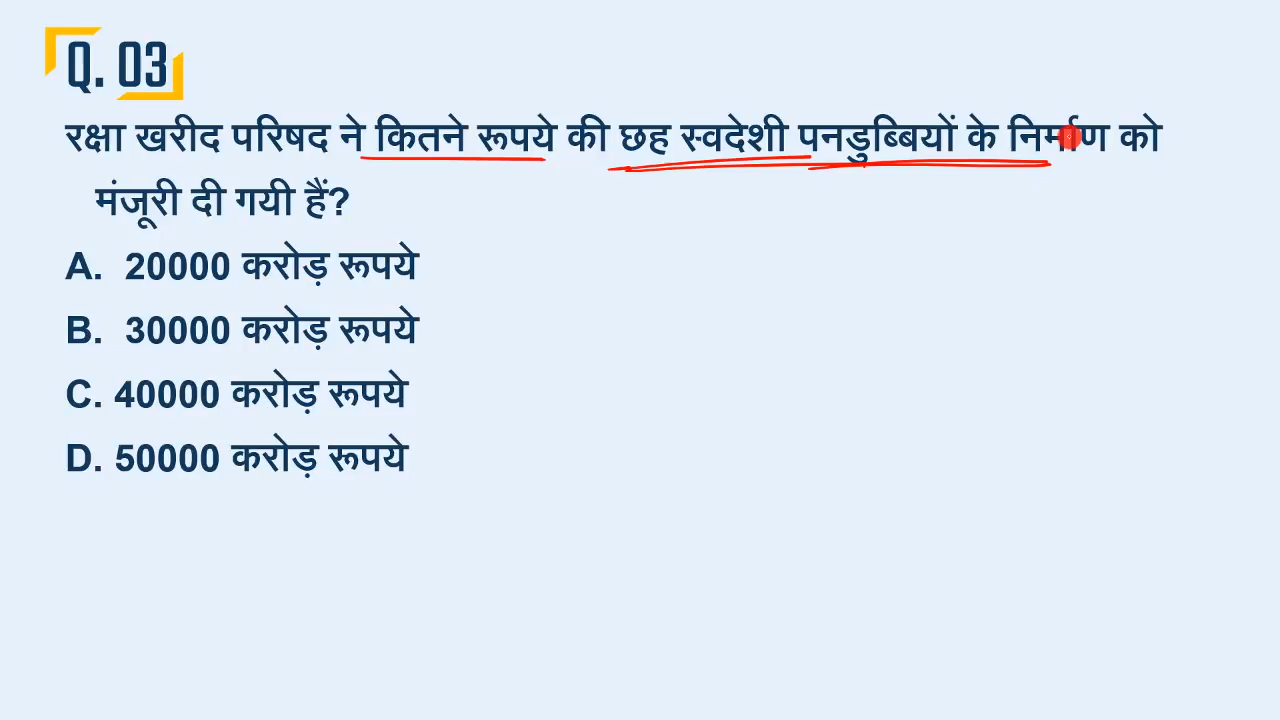 Q. 03
रक्षा खरीद परिषद ने कितने रूपये की छह स्वदेशी पनडुब्बियों के निर्माण को
मंजूरी दी गयी हैं?
A. 20000 करोड़ रूपये
B. 30000 करोड़ रूपये
C. 40000 करोड़ रूपये
D. 50000 करोड़ रूपये